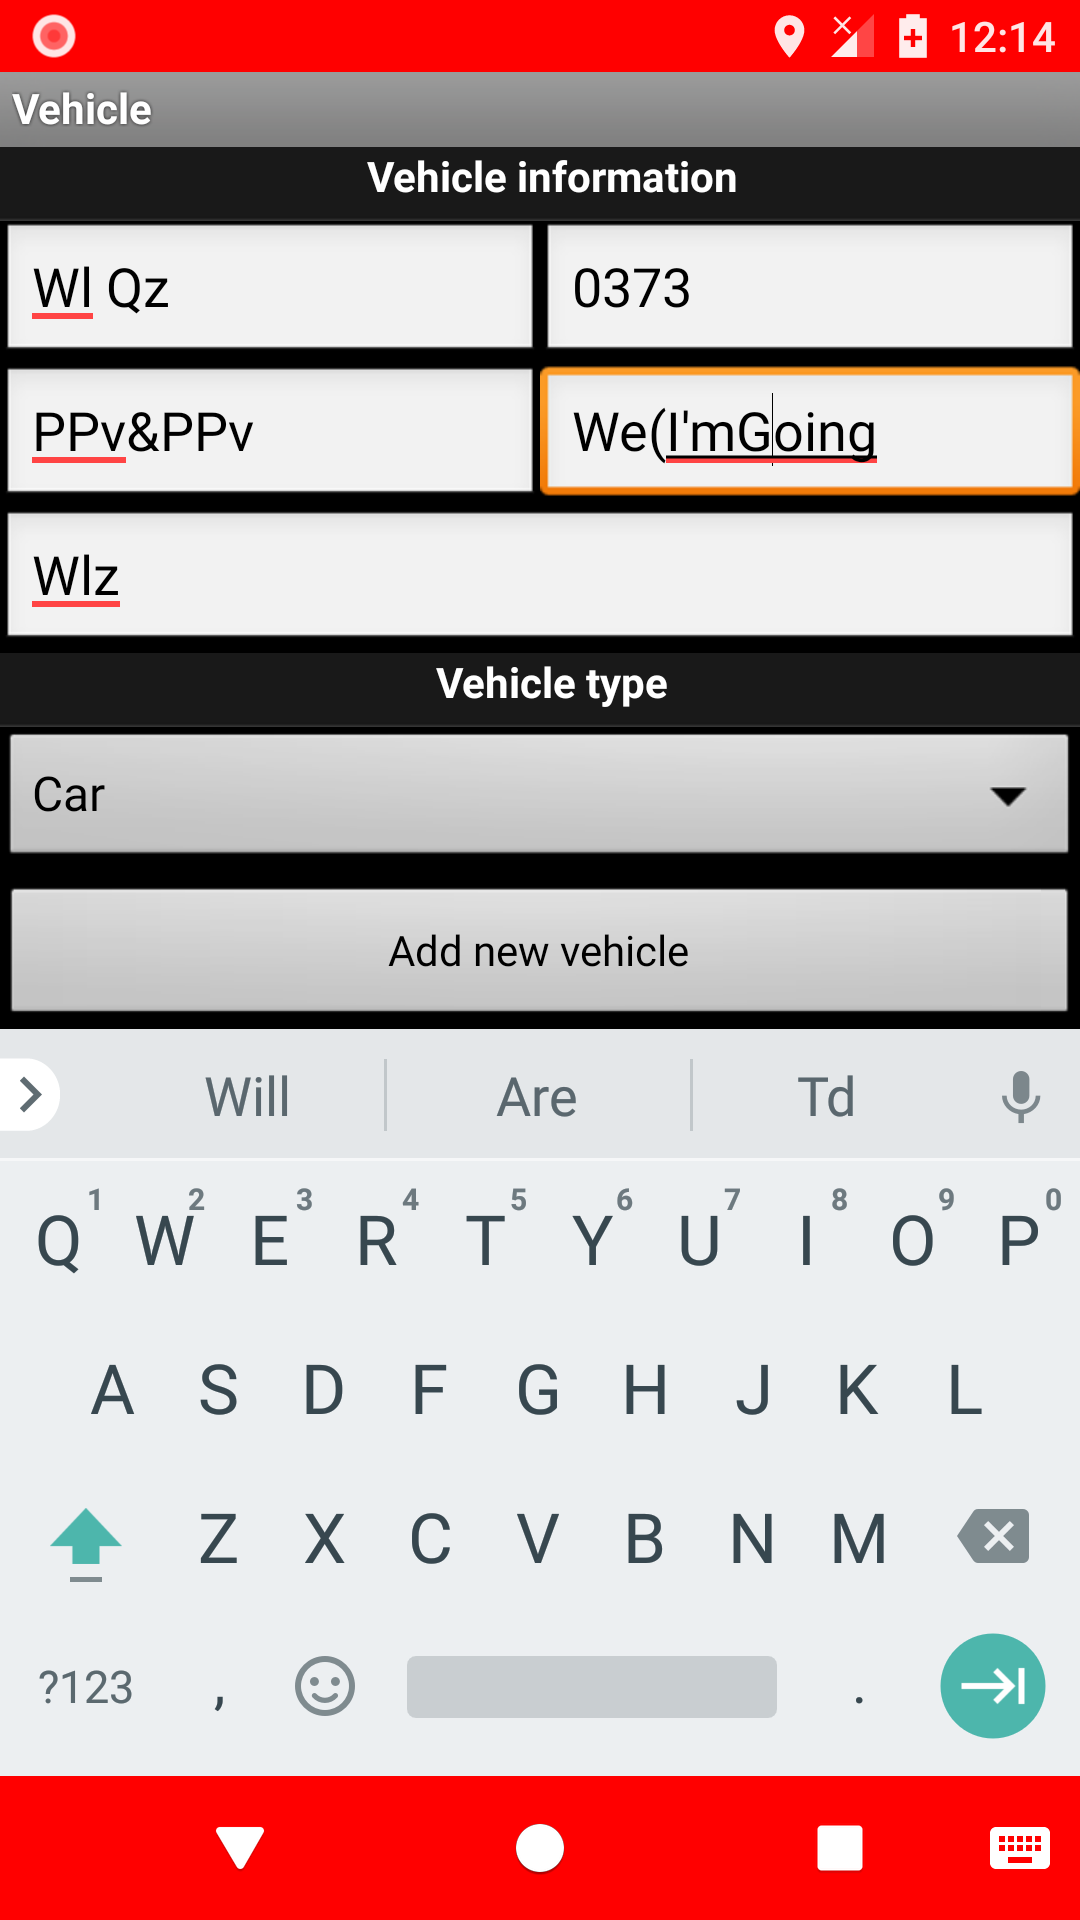 12:14
Vehicle
Vehicle information
Wl Qz 0373
PPv&PPv We(I'mGoing
Wlz
Vehicle type
Car
Add new vehicle
Will Are Td
1 2 3 4 5 6 7 8 9 0
Q W E R T Y U I O P
A S D F G H J K L
Z X C V B N M
?123 , .